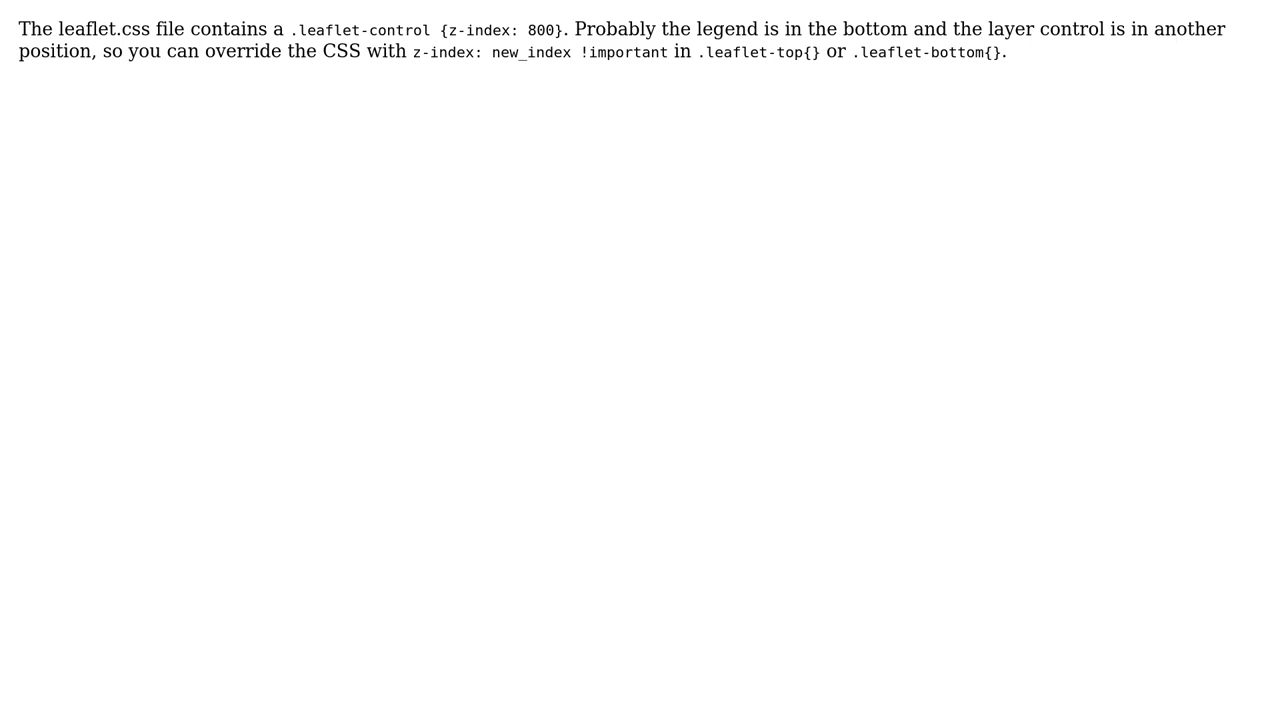 The leaflet.css file contains a .leaflet-control {z-index: 800}. Probably the legend is in the bottom and the layer control is in another
position, so you can override the CSS with z-index: new_index !important in .leaflet-top{} or .leaflet-bottom{}.